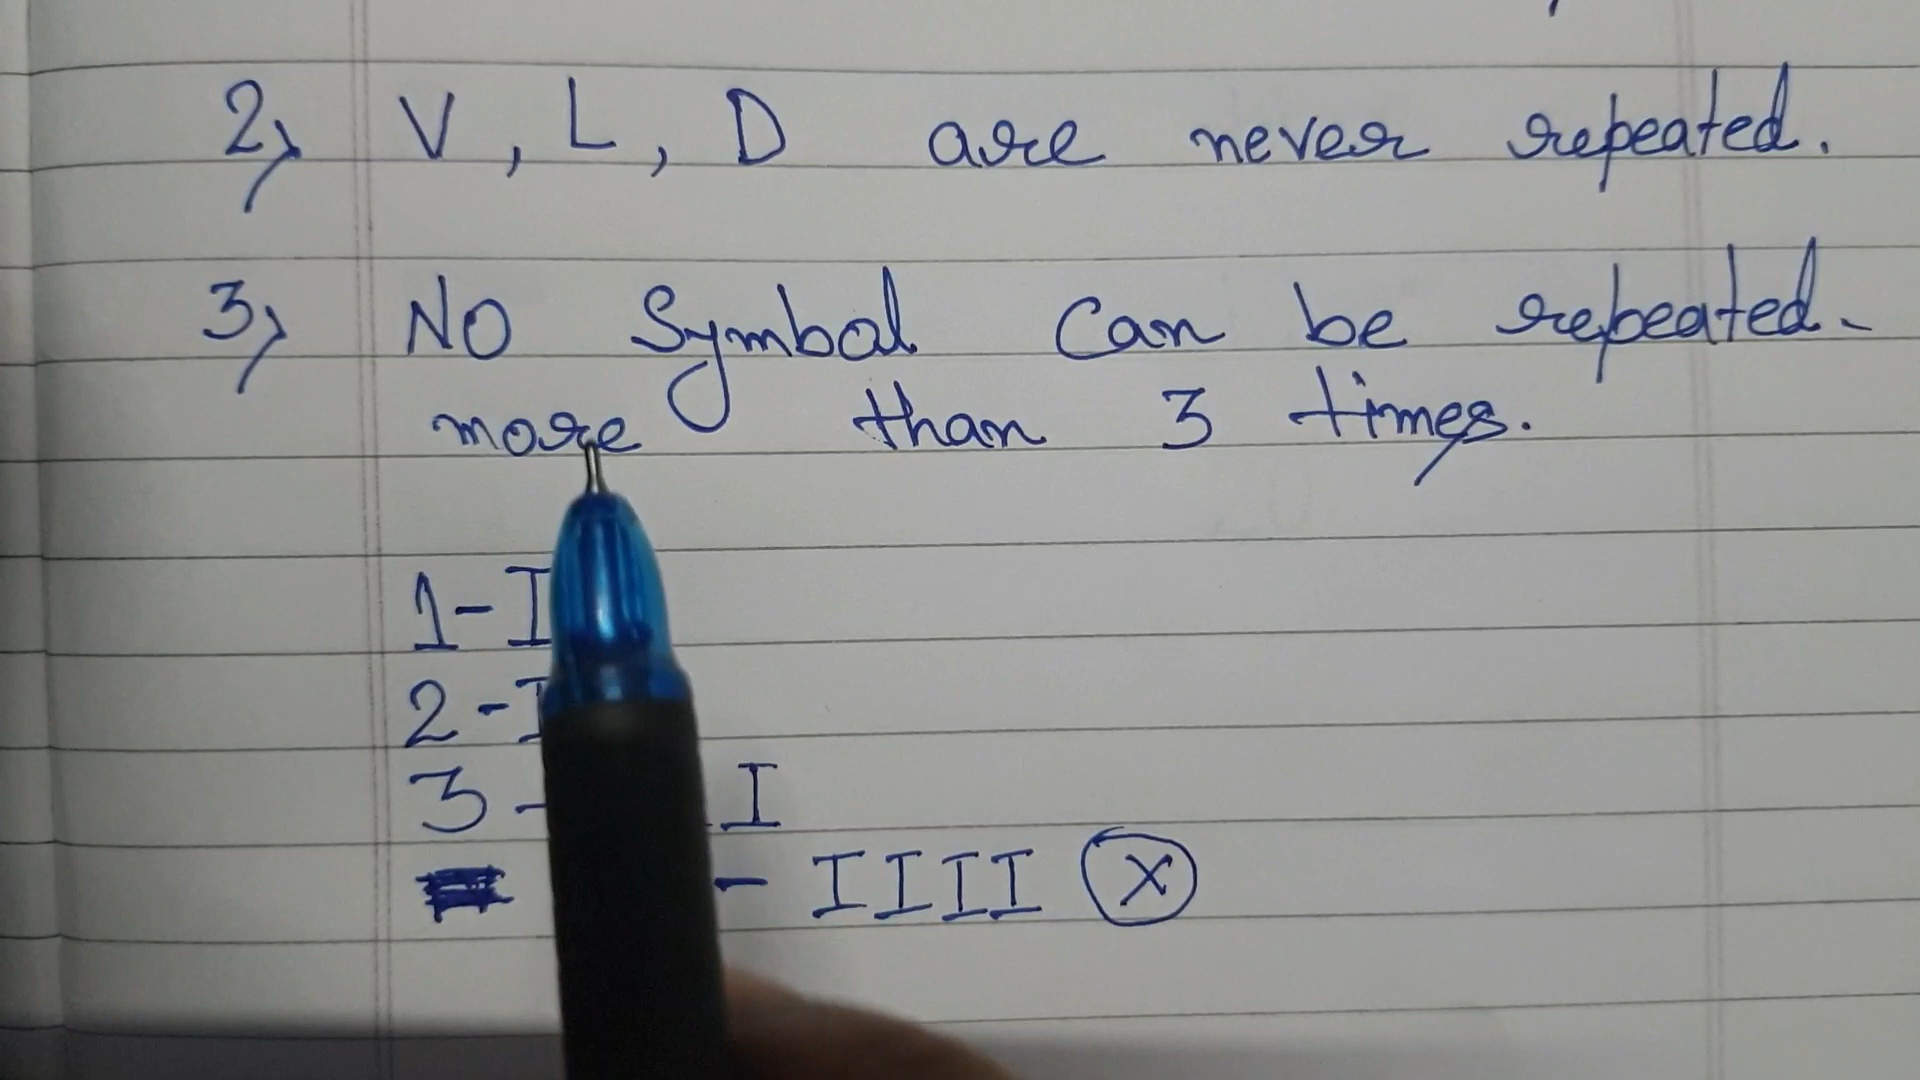 2) V, L, D are never repeated.
3) NO Symbol Can be repeated
more than 3 times.
1-I
2-I
3- I
- IIII X